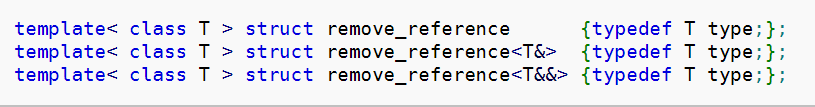 template< class T > struct remove_reference      {typedef T type;};
template< class T > struct remove_reference<T&>  {typedef T type;};
template< class T > struct remove_reference<T&&> {typedef T type;};